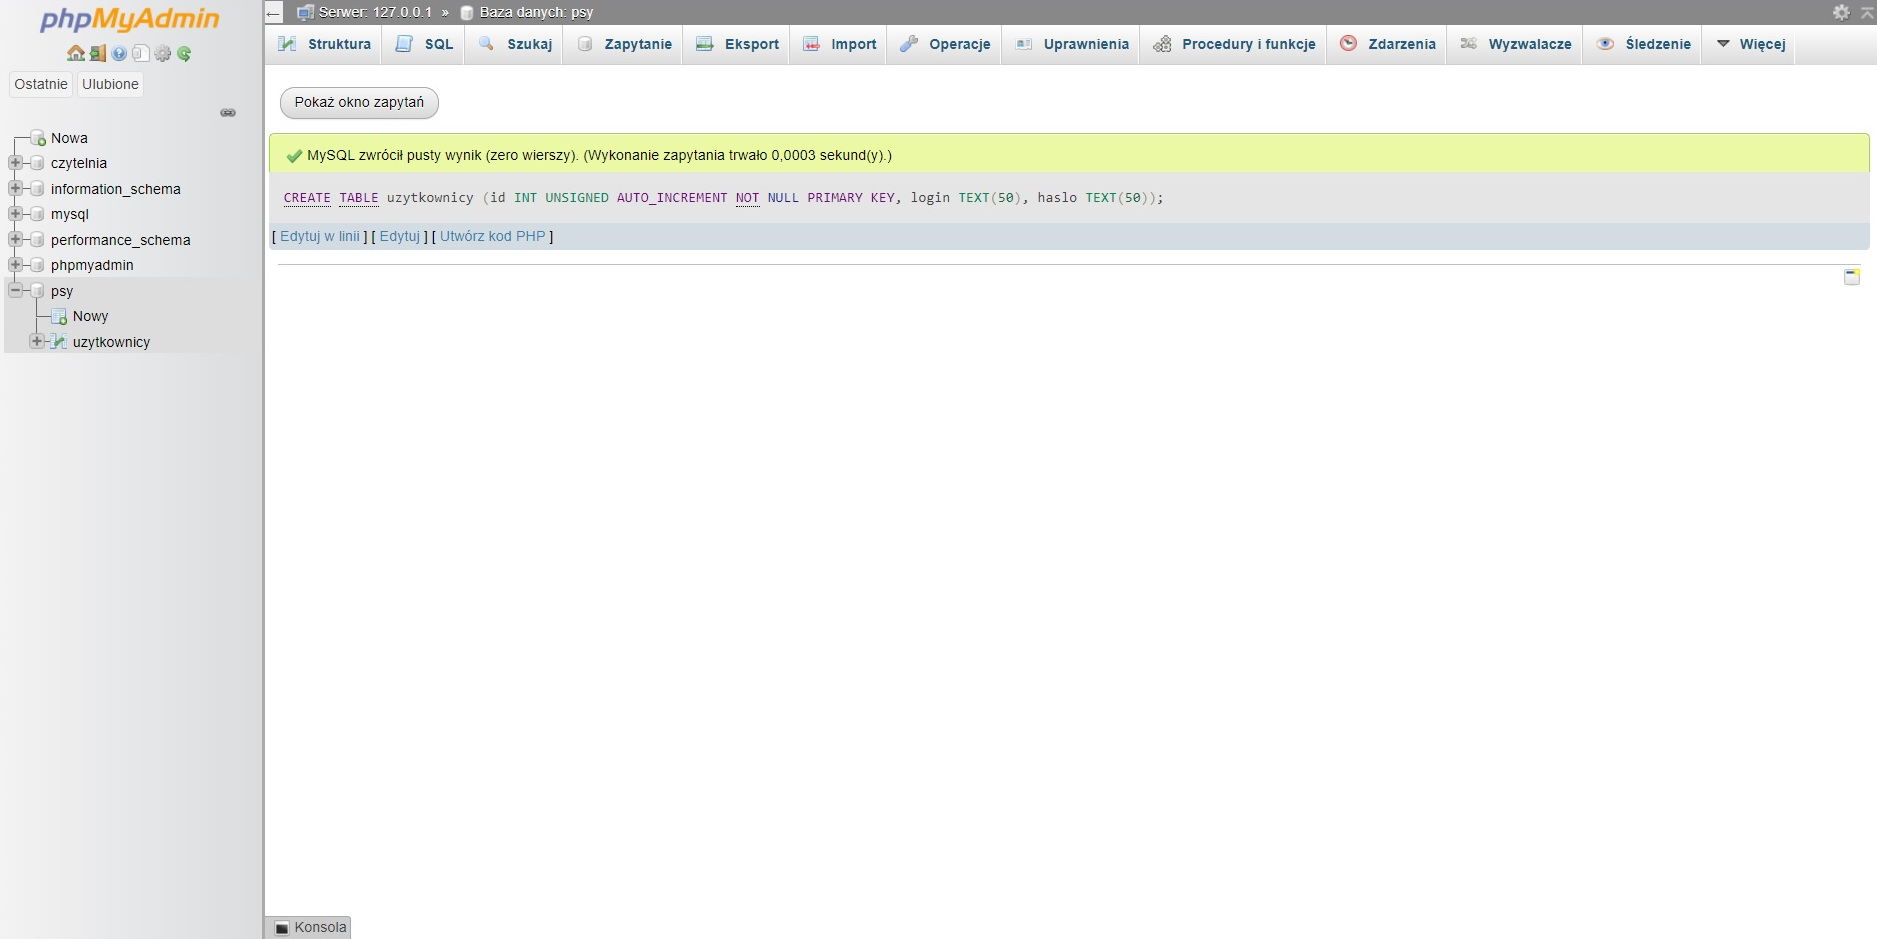 phpMyAdmin
Ostatnie
Ulubione
Nowa
czytelnia
information_schema
mysql
performance_schema
phpmyadmin
psy
Nowy
uzytkownicy
Serwer: 127.0.0.1 » Baza danych: psy
Struktura SQL Szukaj Zapytanie Eksport Import Operacje Uprawnienia Procedury i funkcje Zdarzenia Wyzwalacze Śledzenie Więcej
Pokaż okno zapytań
MySQL zwrócił pusty wynik (zero wierszy). (Wykonanie zapytania trwało 0,0003 sekund(y).)
CREATE TABLE uzytkownicy (id INT UNSIGNED AUTO_INCREMENT NOT NULL PRIMARY KEY, login TEXT(50), haslo TEXT(50));
[ Edytuj w linii ] [ Edytuj ] [ Utwórz kod PHP ]
Konsola